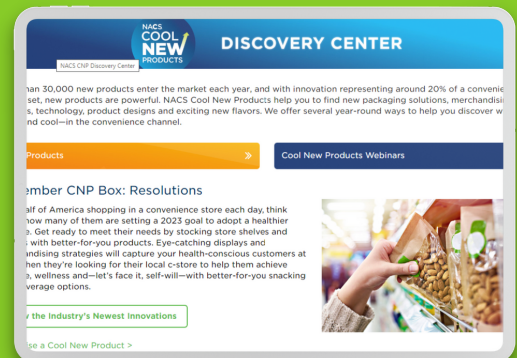 NACS
COOL
NEW
PRODUCTS
DISCOVERY CENTER
NACS CNP Discovery Center
han 30,000 new products enter the market each year, and with innovation representing around 20% of a convenie
set, new products are powerful. NACS Cool New Products help you to find new packaging solutions, merchandisi
s, technology, product designs and exciting new flavors. We offer several year-round ways to help you discover w
nd cool—in the convenience channel.
Products »
Cool New Products Webinars
ember CNP Box: Resolutions
alf of America shopping in a convenience store each day, think
how many of them are setting a 2023 goal to adopt a healthier
e. Get ready to meet their needs by stocking store shelves and
s with better-for-you products. Eye-catching displays and
andising strategies will capture your health-conscious customers at
hen they're looking for their local c-store to help them achieve
e, wellness and—let's face it, self-will—with better-for-you snacking
everage options.
the Industry's Newest Innovations
se a Cool New Product >